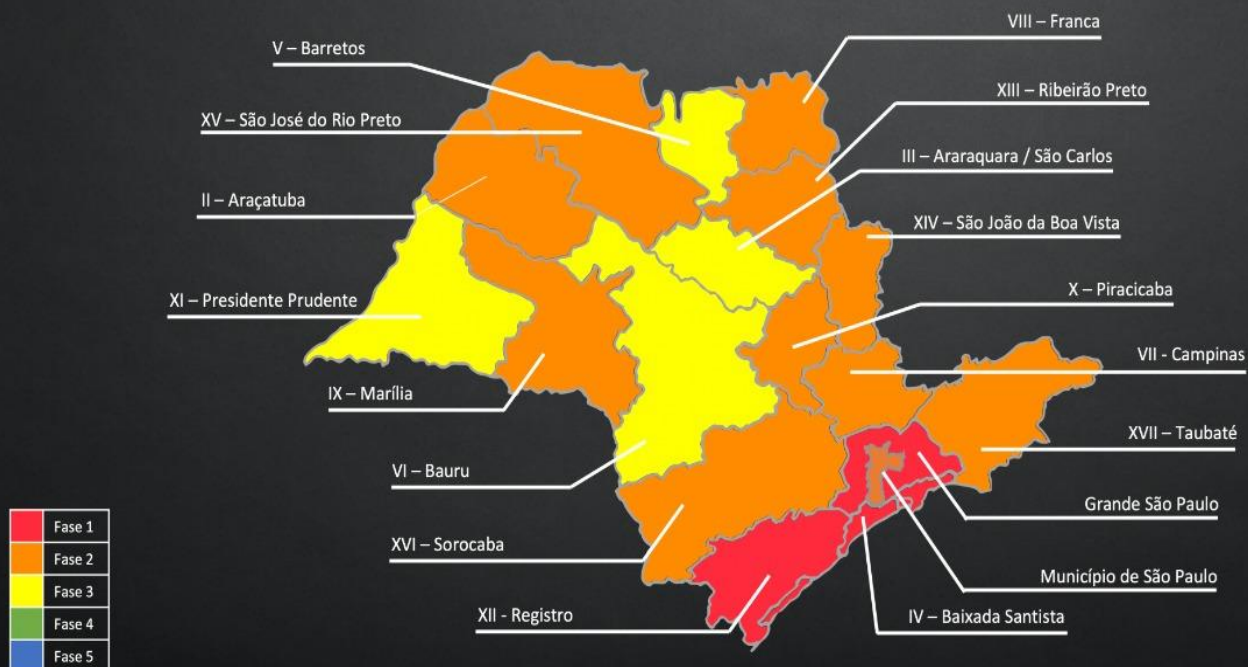 VIII – Franca
V – Barretos
XIII – Ribeirão Preto
XV – São José do Rio Preto
III – Araraquara / São Carlos
II – Araçatuba
XIV – São João da Boa Vista
XI – Presidente Prudente
X – Piracicaba
VII - Campinas
IX – Marília
XVII – Taubaté
VI – Bauru
Grande São Paulo
XVI – Sorocaba
Município de São Paulo
XII - Registro
IV – Baixada Santista
Fase 1
Fase 2
Fase 3
Fase 4
Fase 5